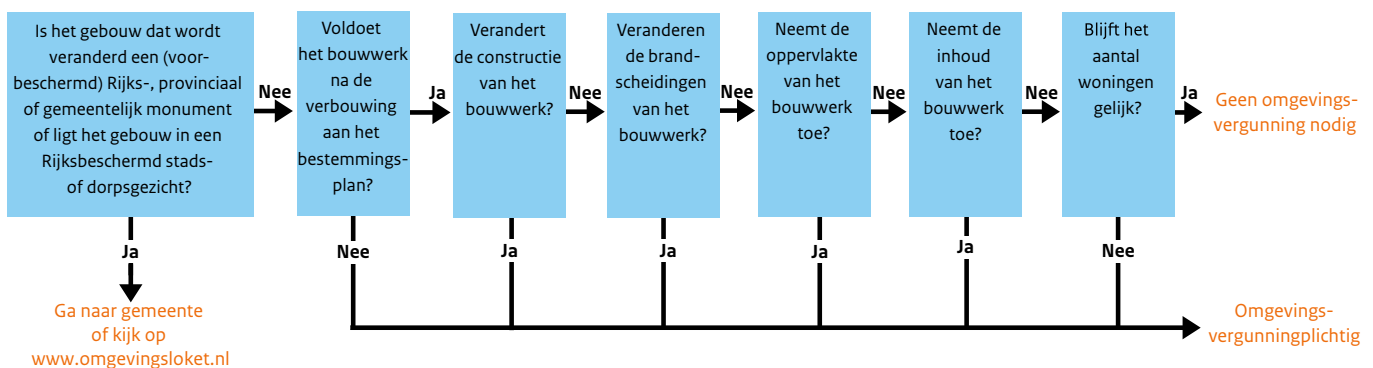 Is het gebouw dat wordt
veranderd een (voor-
beschermd) Rijks-, provinciaal
of gemeentelijk monument
of ligt het gebouw in een
Rijksbeschermd stads-
of dorpsgezicht?
Nee
Ja
Ga naar gemeente
of kijk op
www.omgevingsloket.nl
Voldoet
het bouwwerk
na de
verbouwing
aan het
bestemmings-
plan?
Ja
Nee
Verandert
de constructie
van het
bouwwerk?
Nee
Ja
Veranderen
de brand-
scheidingen
van het
bouwwerk?
Nee
Ja
Neemt de
oppervlakte
van het
bouwwerk
toe?
Nee
Ja
Neemt de
inhoud
van het
bouwwerk
toe?
Nee
Ja
Blijft het
aantal
woningen
gelijk?
Ja
Nee
Geen omgevings-
vergunning nodig
Omgevings-
vergunningplichtig